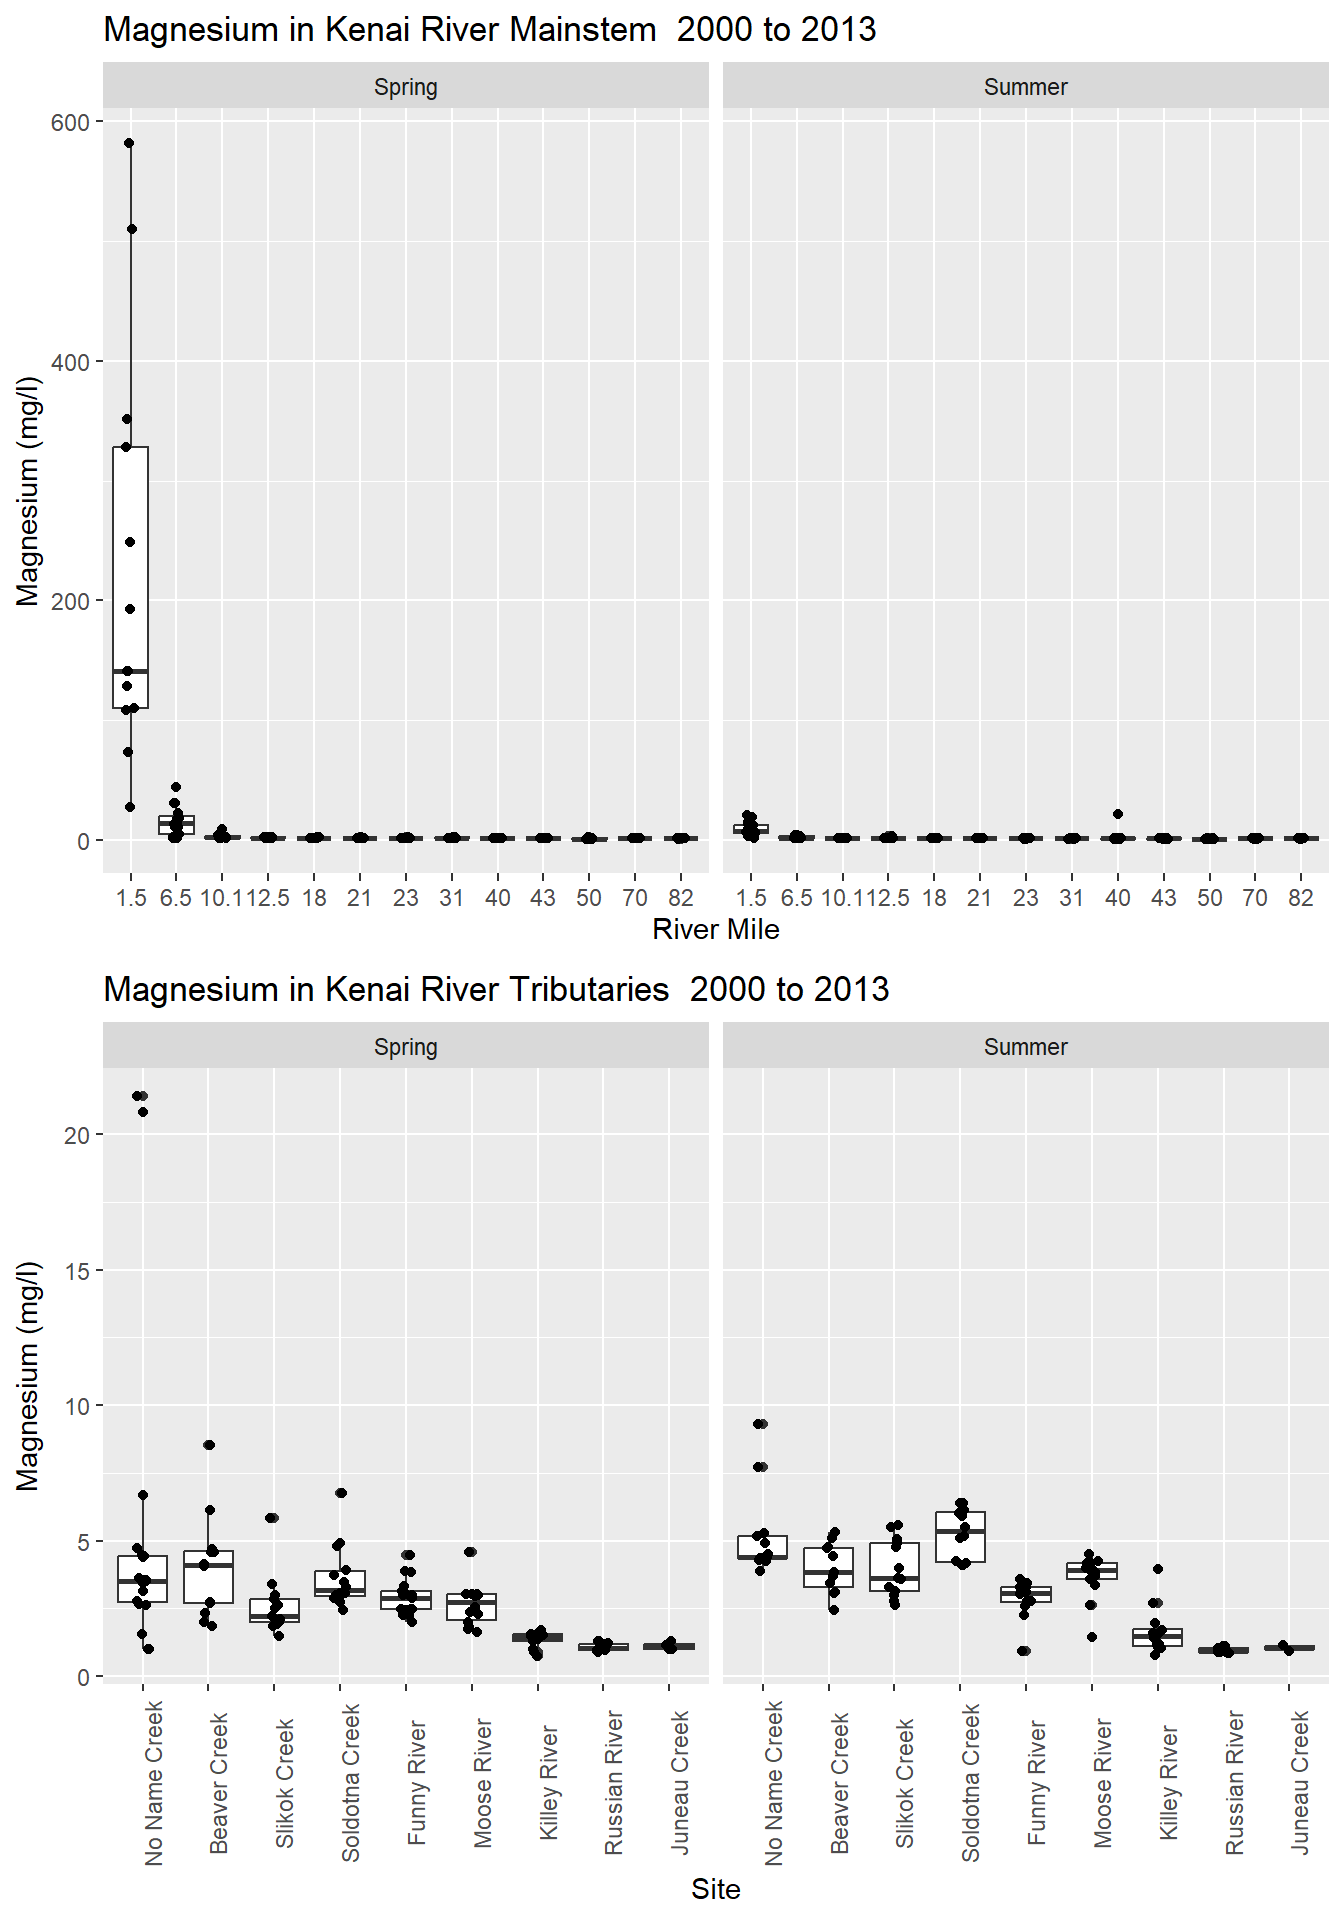 Magnesium in Kenai River Mainstem  2000 to 2013
Spring
Summer
Magnesium (mg/l)
600
400
200
0
1.5 6.5 10.1 12.5 18 21 23 31 40 43 50 70 82
1.5 6.5 10.1 12.5 18 21 23 31 40 43 50 70 82
River Mile
Magnesium in Kenai River Tributaries  2000 to 2013
Spring
Summer
Magnesium (mg/l)
20
15
10
5
0
No Name Creek
Beaver Creek
Slikok Creek
Soldotna Creek
Funny River
Moose River
Killey River
Russian River
Juneau Creek
No Name Creek
Beaver Creek
Slikok Creek
Soldotna Creek
Funny River
Moose River
Killey River
Russian River
Juneau Creek
Site